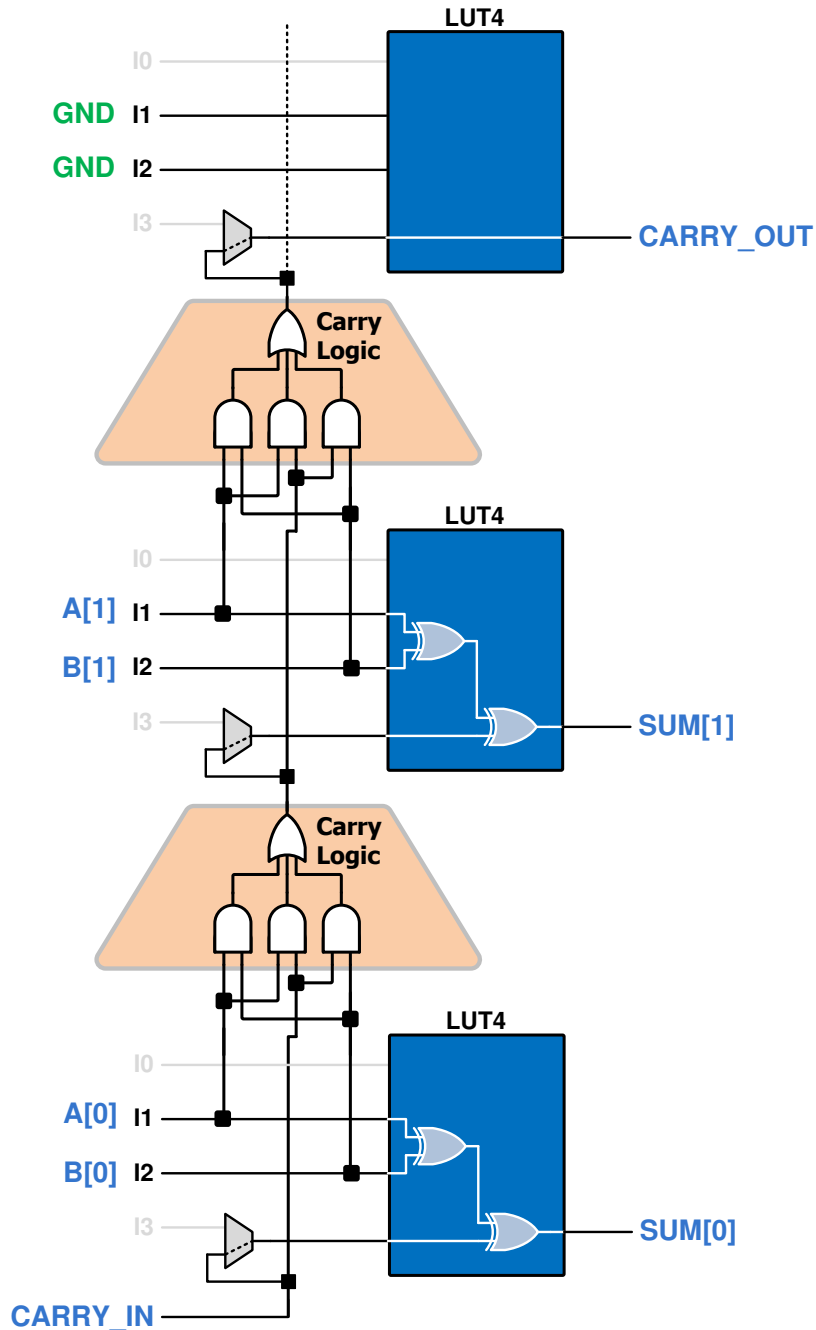 LUT4
I0
GND I1
GND I2
I3
CARRY_OUT
Carry
Logic
LUT4
I0
A[1] I1
B[1] I2
I3
SUM[1]
Carry
Logic
LUT4
I0
A[0] I1
B[0] I2
I3
SUM[0]
CARRY_IN